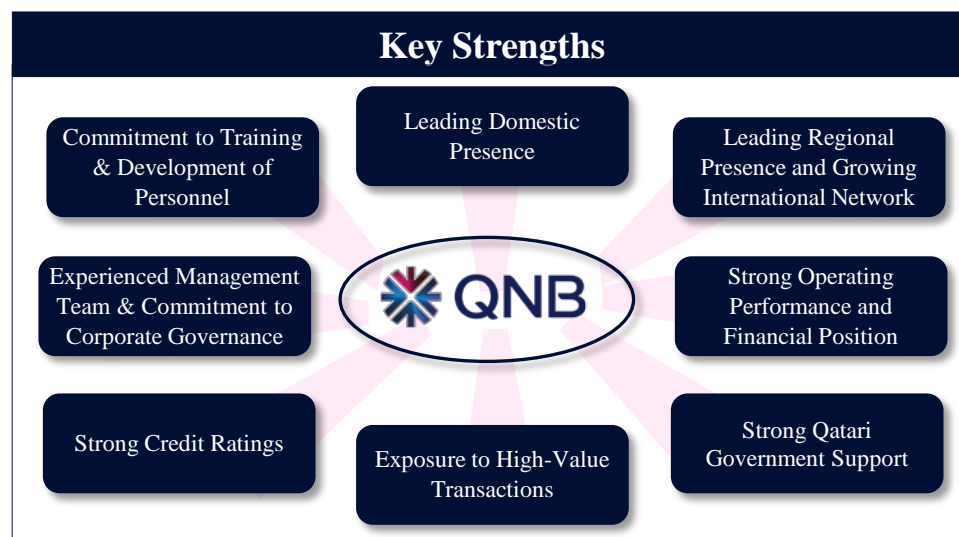 Key Strengths
Leading Domestic
Presence
Commitment to Training
& Development of
Personnel
Leading Regional
Presence and Growing
International Network
Experienced Management
Team & Commitment to
Corporate Governance
QNB
Strong Operating
Performance and
Financial Position
Strong Credit Ratings
Exposure to High-Value
Transactions
Strong Qatari
Government Support